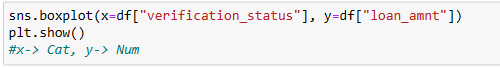 sns.boxplot(x=df["verification_status"], y=df["loan_amnt"])
plt.show()
#x-> Cat, y-> Num